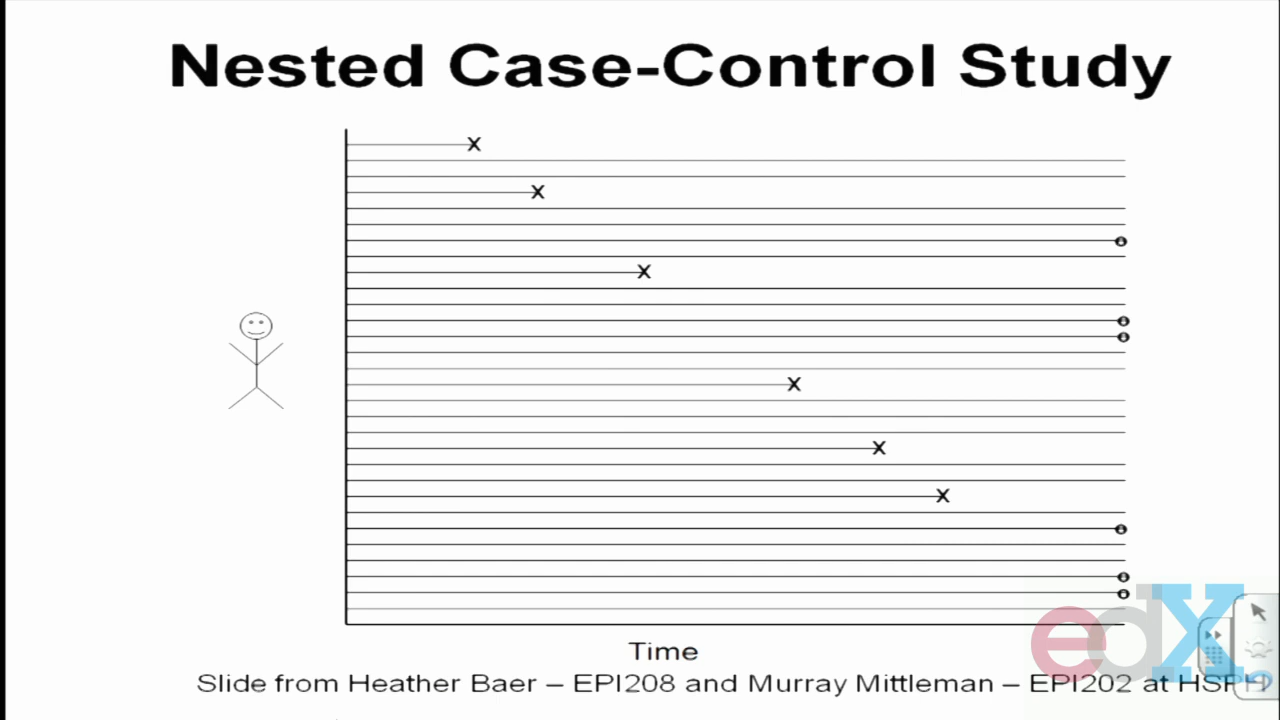 Nested Case-Control Study
X
X
X
X
X
X
Time
Slide from Heather Baer – EPI208 and Murray Mittleman – EPI202 at HSPH
edX